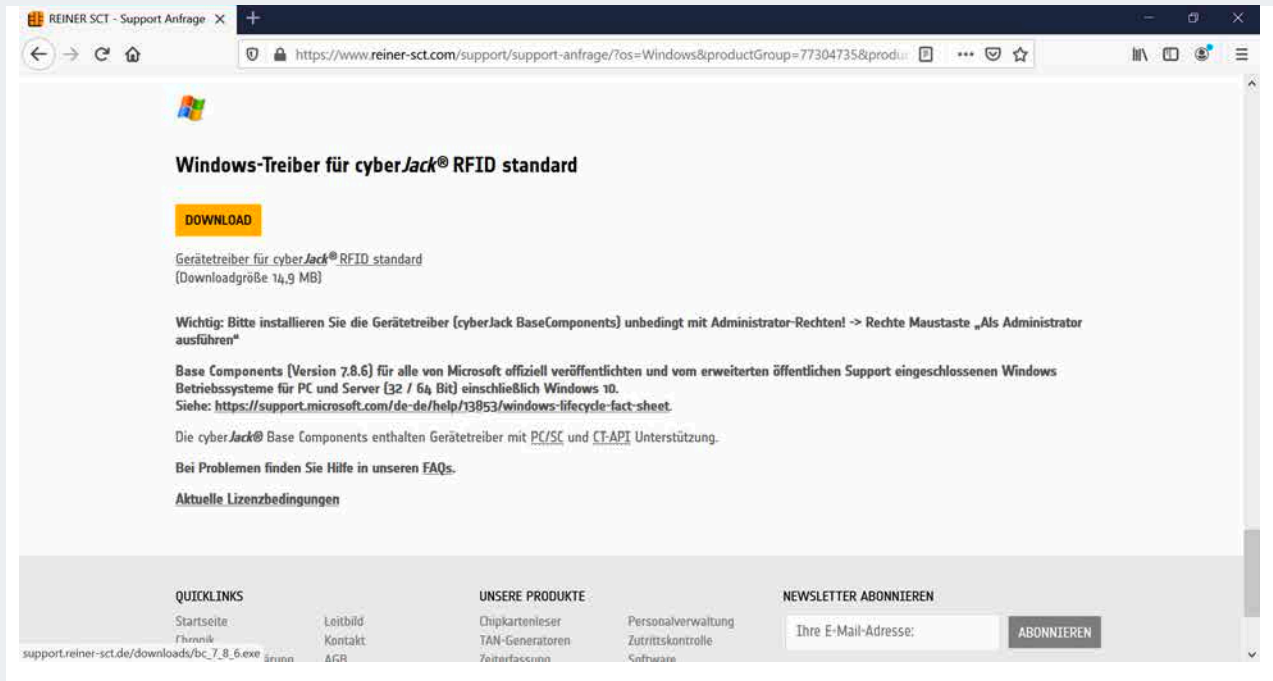 REINER SCT - Support Anfrage
https://www.reiner-sct.com/support/support-anfrage/?os=Windows&productGroup=77304735&produ
Windows-Treiber für cyberJack® RFID standard
DOWNLOAD
Gerätetreiber für cyberJack® RFID standard
(Downloadgröße 14,9 MB)
Wichtig: Bitte installieren Sie die Gerätetreiber (cyberJack BaseComponents) unbedingt mit Administrator-Rechten! -> Rechte Maustaste „Als Administrator
ausführen“
Base Components (Version 7.8.6) für alle von Microsoft offiziell veröffentlichten und vom erweiterten öffentlichen Support eingeschlossenen Windows
Betriebssysteme für PC und Server (32 / 64 Bit) einschließlich Windows 10.
Siehe: https://support.microsoft.com/de-de/help/13853/windows-lifecycle-fact-sheet.
Die cyberJack® Base Components enthalten Gerätetreiber mit PC/SC und CT-API Unterstützung.
Bei Problemen finden Sie Hilfe in unseren FAQs.
Aktuelle Lizenzbedingungen
QUICKLINKS UNSERE PRODUKTE NEWSLETTER ABONNIEREN
Startseite Leitbild Chipkartenleser Personalverwaltung
Ihre E-Mail-Adresse: ABONNIEREN
Chronik Kontakt TAN-Generatoren Zutrittskontrolle
support.reiner-sct.de/downloads/bc_7_8_6.exe AGB Zeiterfassung Software